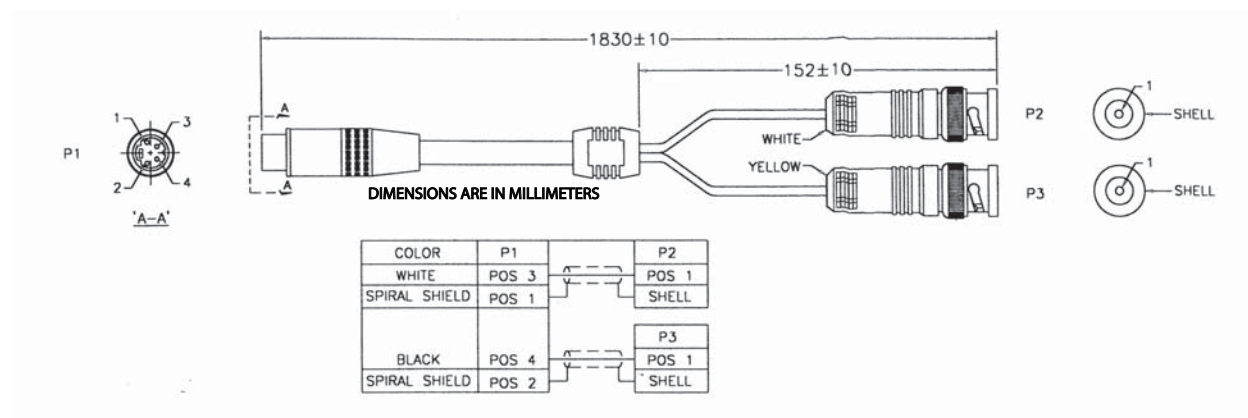 1830±10
152±10
A
1
3
P1
2
4
'A-A'
A
WHITE
P2
1
SHELL
YELLOW
P3
1
SHELL
DIMENSIONS ARE IN MILLIMETERS
COLOR P1 P2
WHITE POS 3 POS 1
SPIRAL SHIELD POS 1 SHELL
P3
BLACK POS 4 POS 1
SPIRAL SHIELD POS 2 SHELL